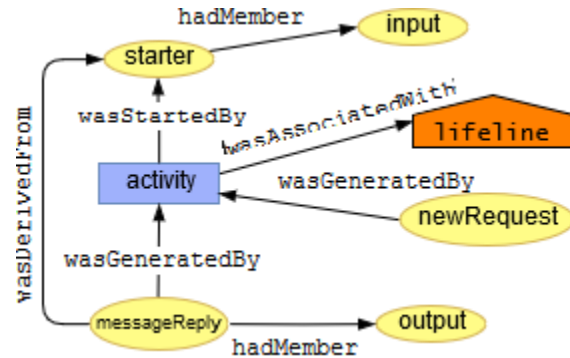 hadMember
input
starter
wasStartedBy
wasAssociatedWith
lifeline
wasDerivedFrom
activity
wasGeneratedBy
newRequest
wasGeneratedBy
messageReply
output
hadMember